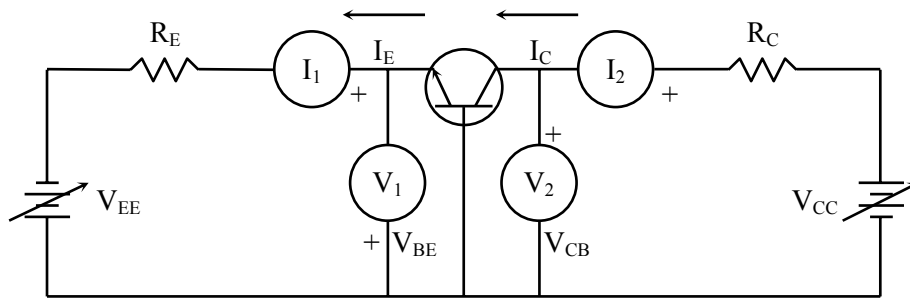 R_E I_1 I_E I_C I_2 R_C
+ + +
V_EE V_1 V_2 V_CC
+ V_BE V_CB